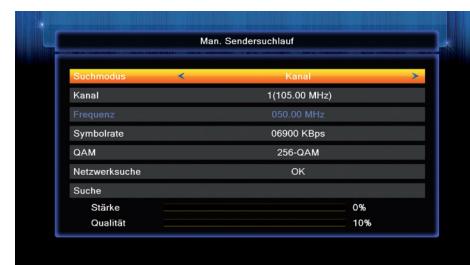 Man. Sendersuchlauf
Suchmodus < Kanal >
Kanal 1(105.00 MHz)
Frequenz 050.00 MHz
Symbolrate 06900 KBps
QAM 256-QAM
Netzwerksuche OK
Suche
Stärke 0%
Qualität 10%